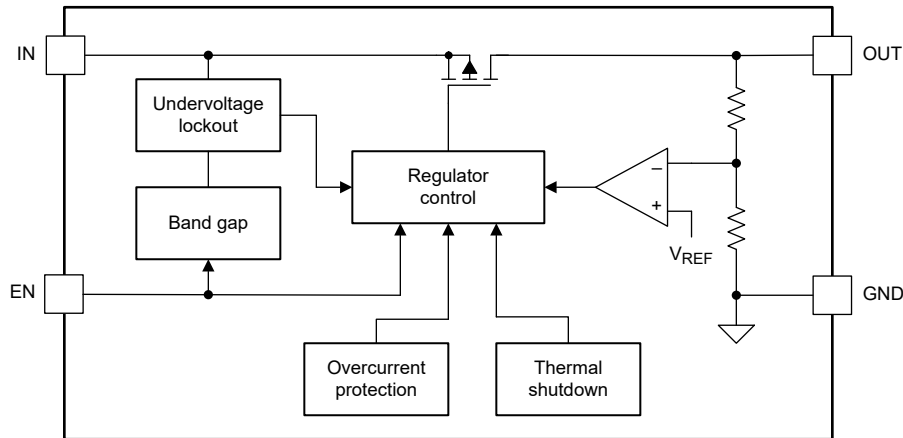 IN
OUT
Undervoltage
lockout
Regulator
control
−
+
Band gap
VREF
EN
GND
Overcurrent
protection
Thermal
shutdown